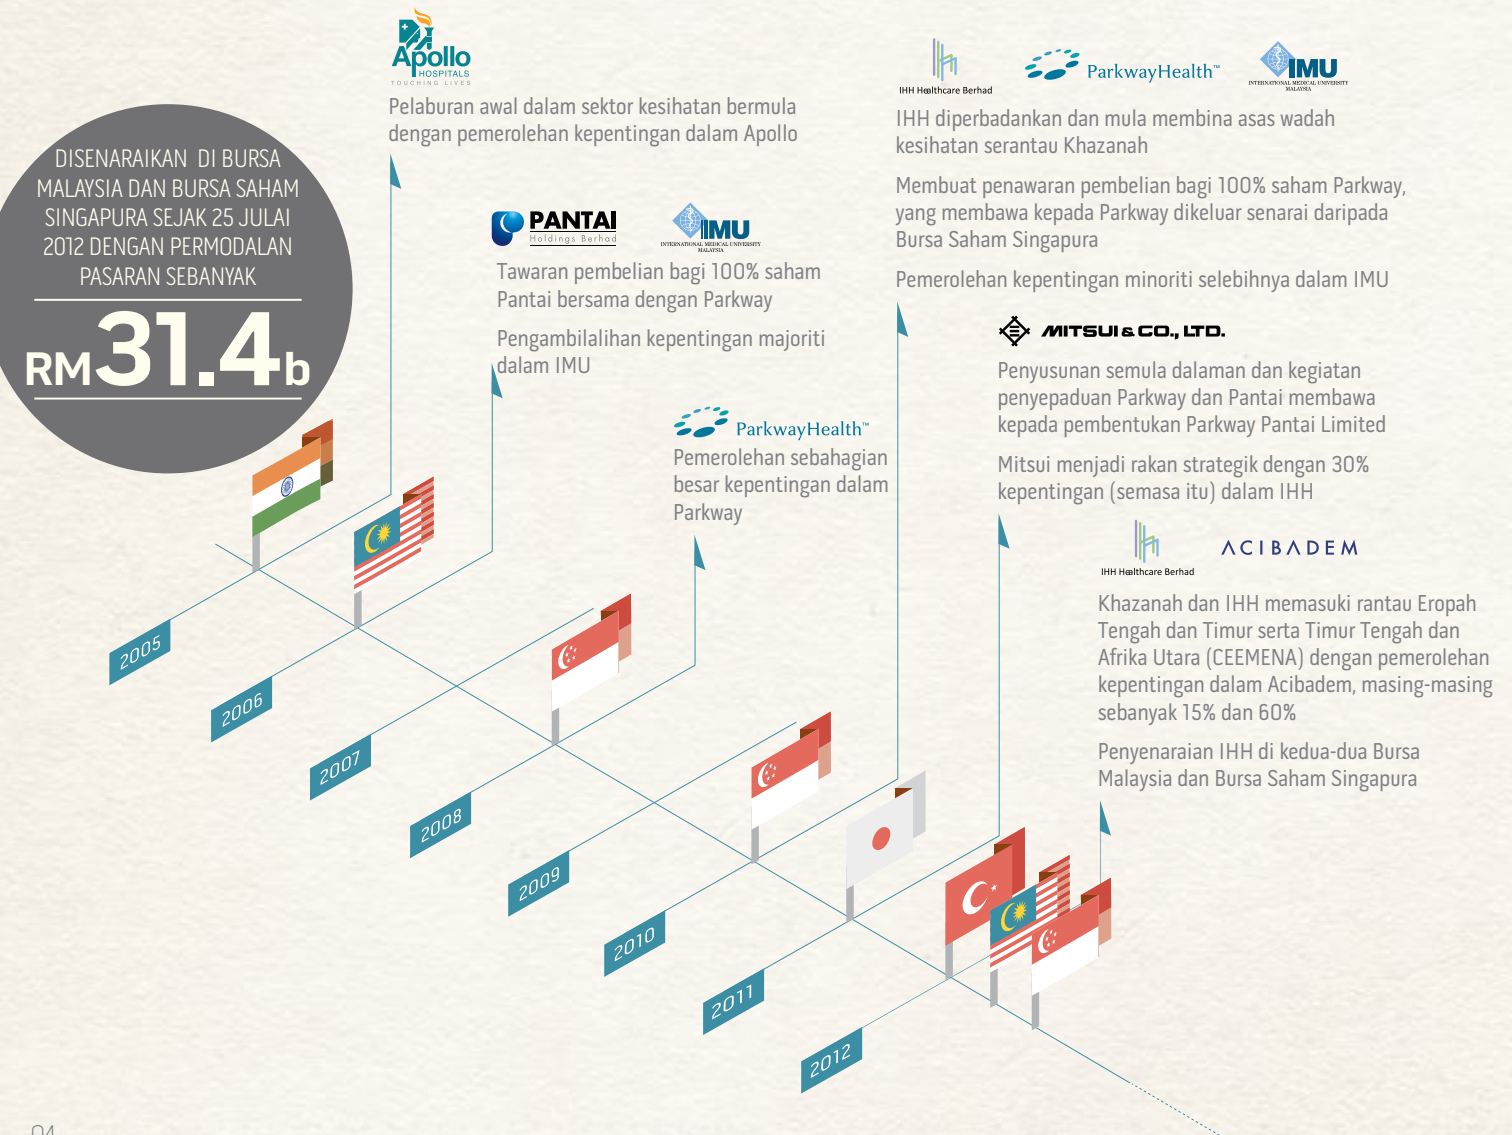 Apollo
HOSPITALS
TOUCHING LIVES
Pelaburan awal dalam sektor kesihatan bermula
dengan pemerolehan kepentingan dalam Apollo
DISENARAIKAN DI BURSA
MALAYSIA DAN BURSA SAHAM
SINGAPURA SEJAK 25 JULAI
2012 DENGAN PERMODALAN
PASARAN SEBANYAK
RM31.4b
PANTAI
Holdings Berhad
IMU
INTERNATIONAL MEDICAL UNIVERSITY
MALAYSIA
Tawaran pembelian bagi 100% saham
Pantai bersama dengan Parkway
Pengambilalihan kepentingan majoriti
dalam IMU
ParkwayHealth™
Pemerolehan sebahagian
besar kepentingan dalam
Parkway
IHH Healthcare Berhad
ParkwayHealth™
IMU
INTERNATIONAL MEDICAL UNIVERSITY
MALAYSIA
IHH diperbadankan dan mula membina asas wadah
kesihatan serantau Khazanah
Membuat penawaran pembelian bagi 100% saham Parkway,
yang membawa kepada Parkway dikeluar senarai daripada
Bursa Saham Singapura
Pemerolehan kepentingan minoriti selebihnya dalam IMU
MITSUI & CO., LTD.
Penyusunan semula dalaman dan kegiatan
penyepaduan Parkway dan Pantai membawa
kepada pembentukan Parkway Pantai Limited
Mitsui menjadi rakan strategik dengan 30%
kepentingan (semasa itu) dalam IHH
IHH Healthcare Berhad
ACIBADEM
Khazanah dan IHH memasuki rantau Eropah
Tengah dan Timur serta Timur Tengah dan
Afrika Utara (CEEMENA) dengan pemerolehan
kepentingan dalam Acibadem, masing-masing
sebanyak 15% dan 60%
Penyenaraian IHH di kedua-dua Bursa
Malaysia dan Bursa Saham Singapura
2005
2006
2007
2008
2009
2010
2011
2012
04